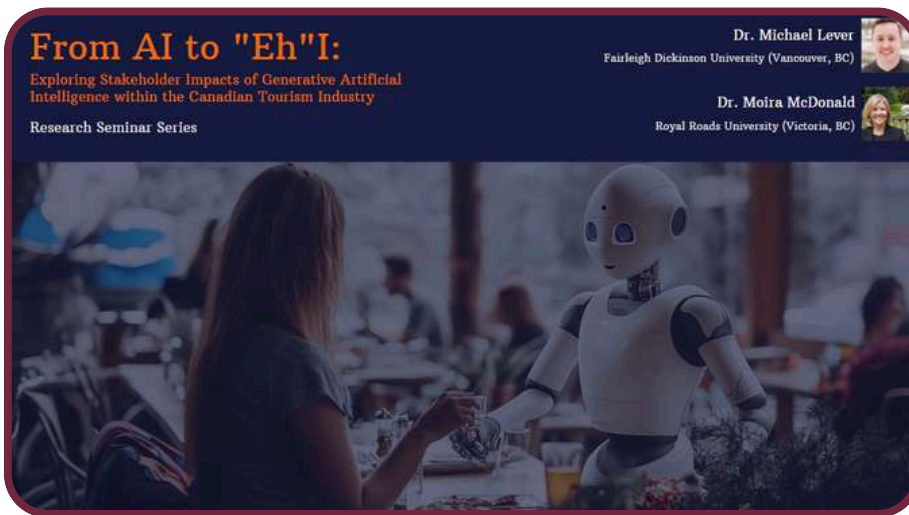 From AI to "Eh"I:
Exploring Stakeholder Impacts of Generative Artificial
Intelligence within the Canadian Tourism Industry
Research Seminar Series
Dr. Michael Lever
Fairleigh Dickinson University (Vancouver, BC)
Dr. Moira McDonald
Royal Roads University (Victoria, BC)